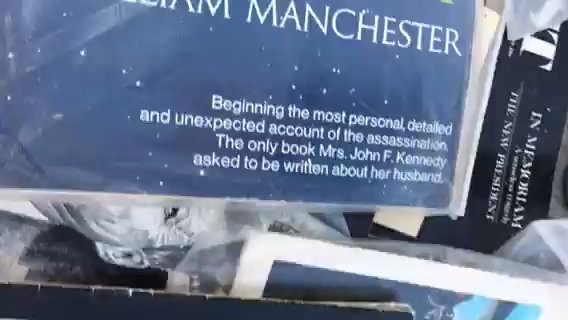 MANCHESTER
Beginning the most personal, detailed
and unexpected account of the assassination.
The only book Mrs. John F. Kennedy
asked to be written about her husband.
IN MEMORIAM
THE NEW PRESIDENT